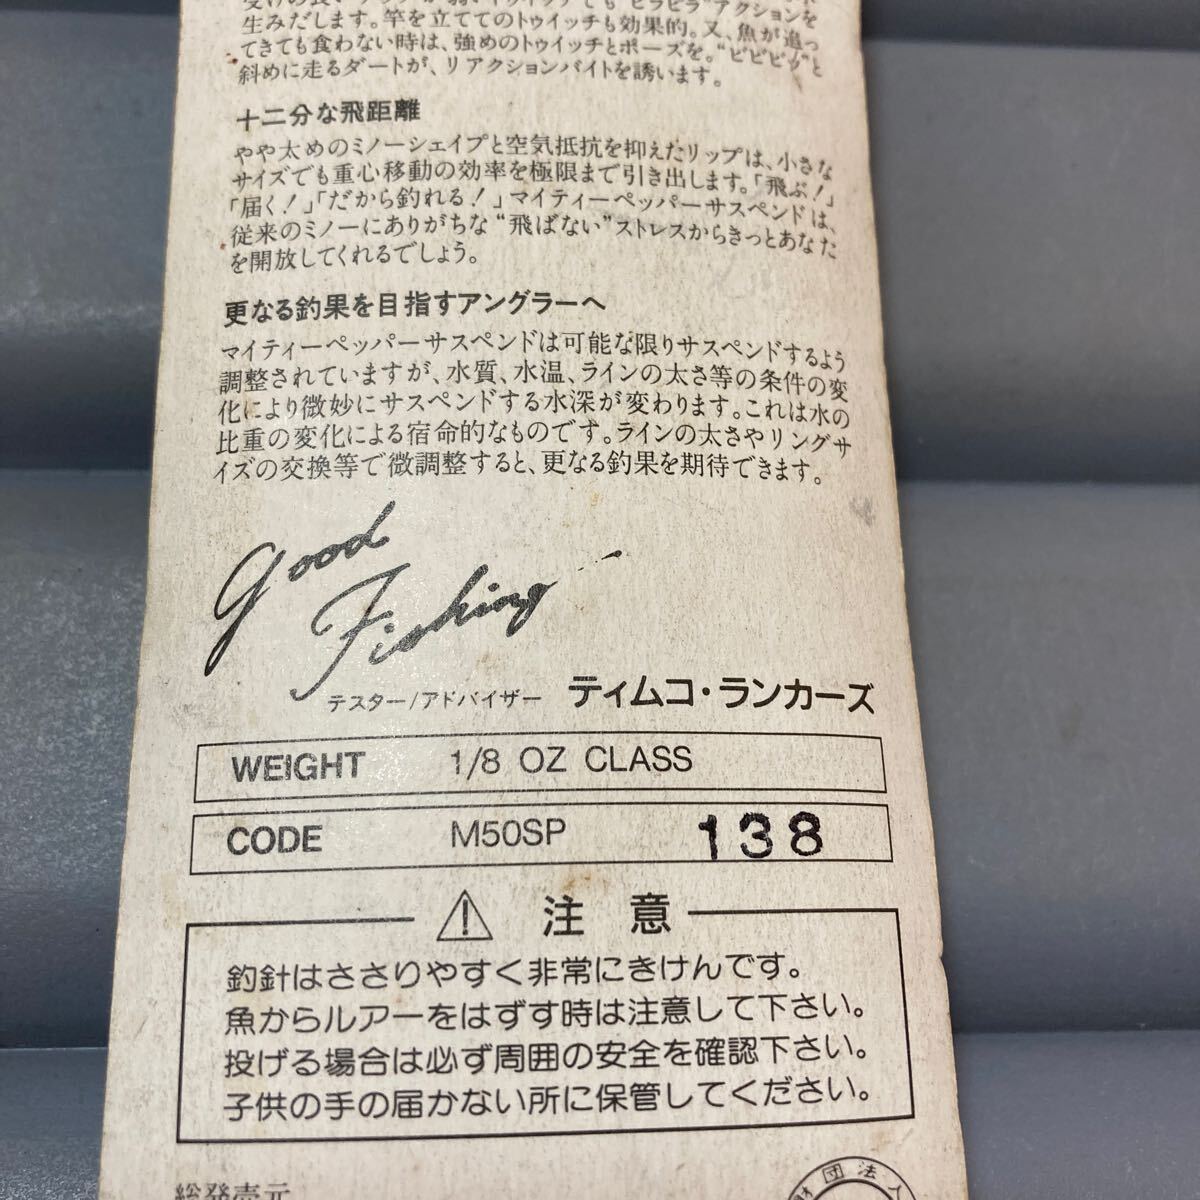 生みだします。竿を立ててのトゥイッチも効果的。又、魚が追っ
てきても食わない時は、強めのトゥイッチとポーズを。“ビビビッ”と
斜めに走るダートが、リアクションバイトを誘います。
十二分な飛距離
やや太めのミノーシェイプと空気抵抗を抑えたリップは、小さな
サイズでも重心移動の効率を極限まで引き出します。「飛ぶ！」
「届く！」「だから釣れる！」マイティーペッパーサスペンドは、
従来のミノーにありがちな“飛ばない”ストレスからきっとあなた
を開放してくれるでしょう。
更なる釣果を目指すアングラーへ
マイティーペッパーサスペンドは可能な限りサスペンドするよう
調整されていますが、水質、水温、ラインの太さ等の条件の変
化により微妙にサスペンドする水深が変わります。これは水の
比重の変化による宿命的なものです。ラインの太さやリングサ
イズの交換等で微調整すると、更なる釣果を期待できます。
Good
Fishing
テスター/アドバイザー ティムコ・ランカーズ
WEIGHT 1/8 OZ CLASS
CODE M50SP 138
注 意
釣針はささりやすく非常にきけんです。
魚からルアーをはずす時は注意して下さい。
投げる場合は必ず周囲の安全を確認下さい。
子供の手の届かない所に保管してください。
総発売元
財団法人